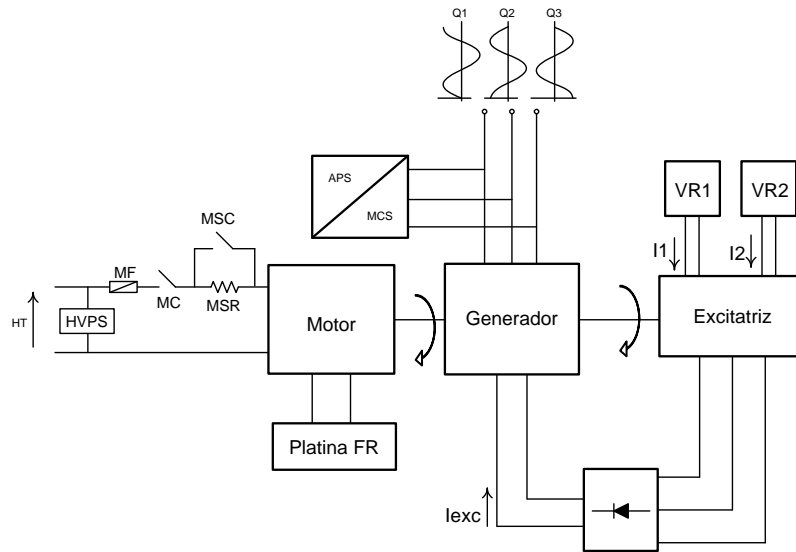 Q1 Q2 Q3
APS
MCS
VR1 VR2
MSC
I1 I2
MF
MC
MSR
HT
HVPS
Motor
Generador
Excitatriz
Platina FR
Iexc